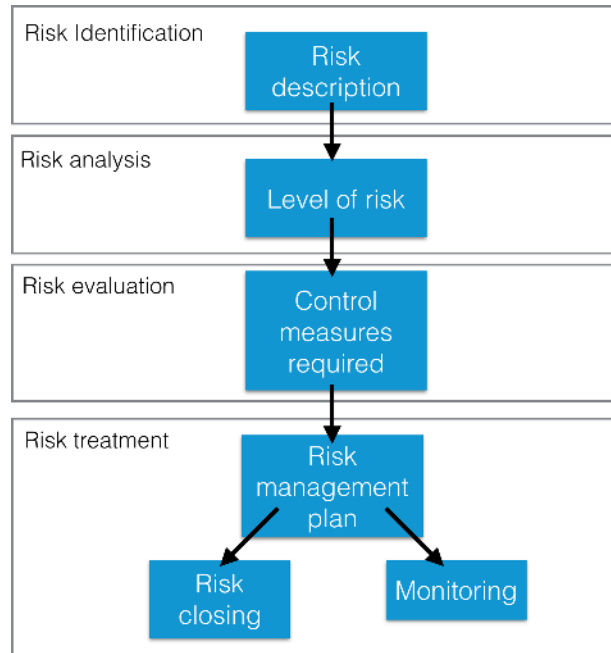 Risk Identification
Risk
description
Risk analysis
Level of risk
Risk evaluation
Control
measures
required
Risk treatment
Risk
management
plan
Risk
closing
Monitoring